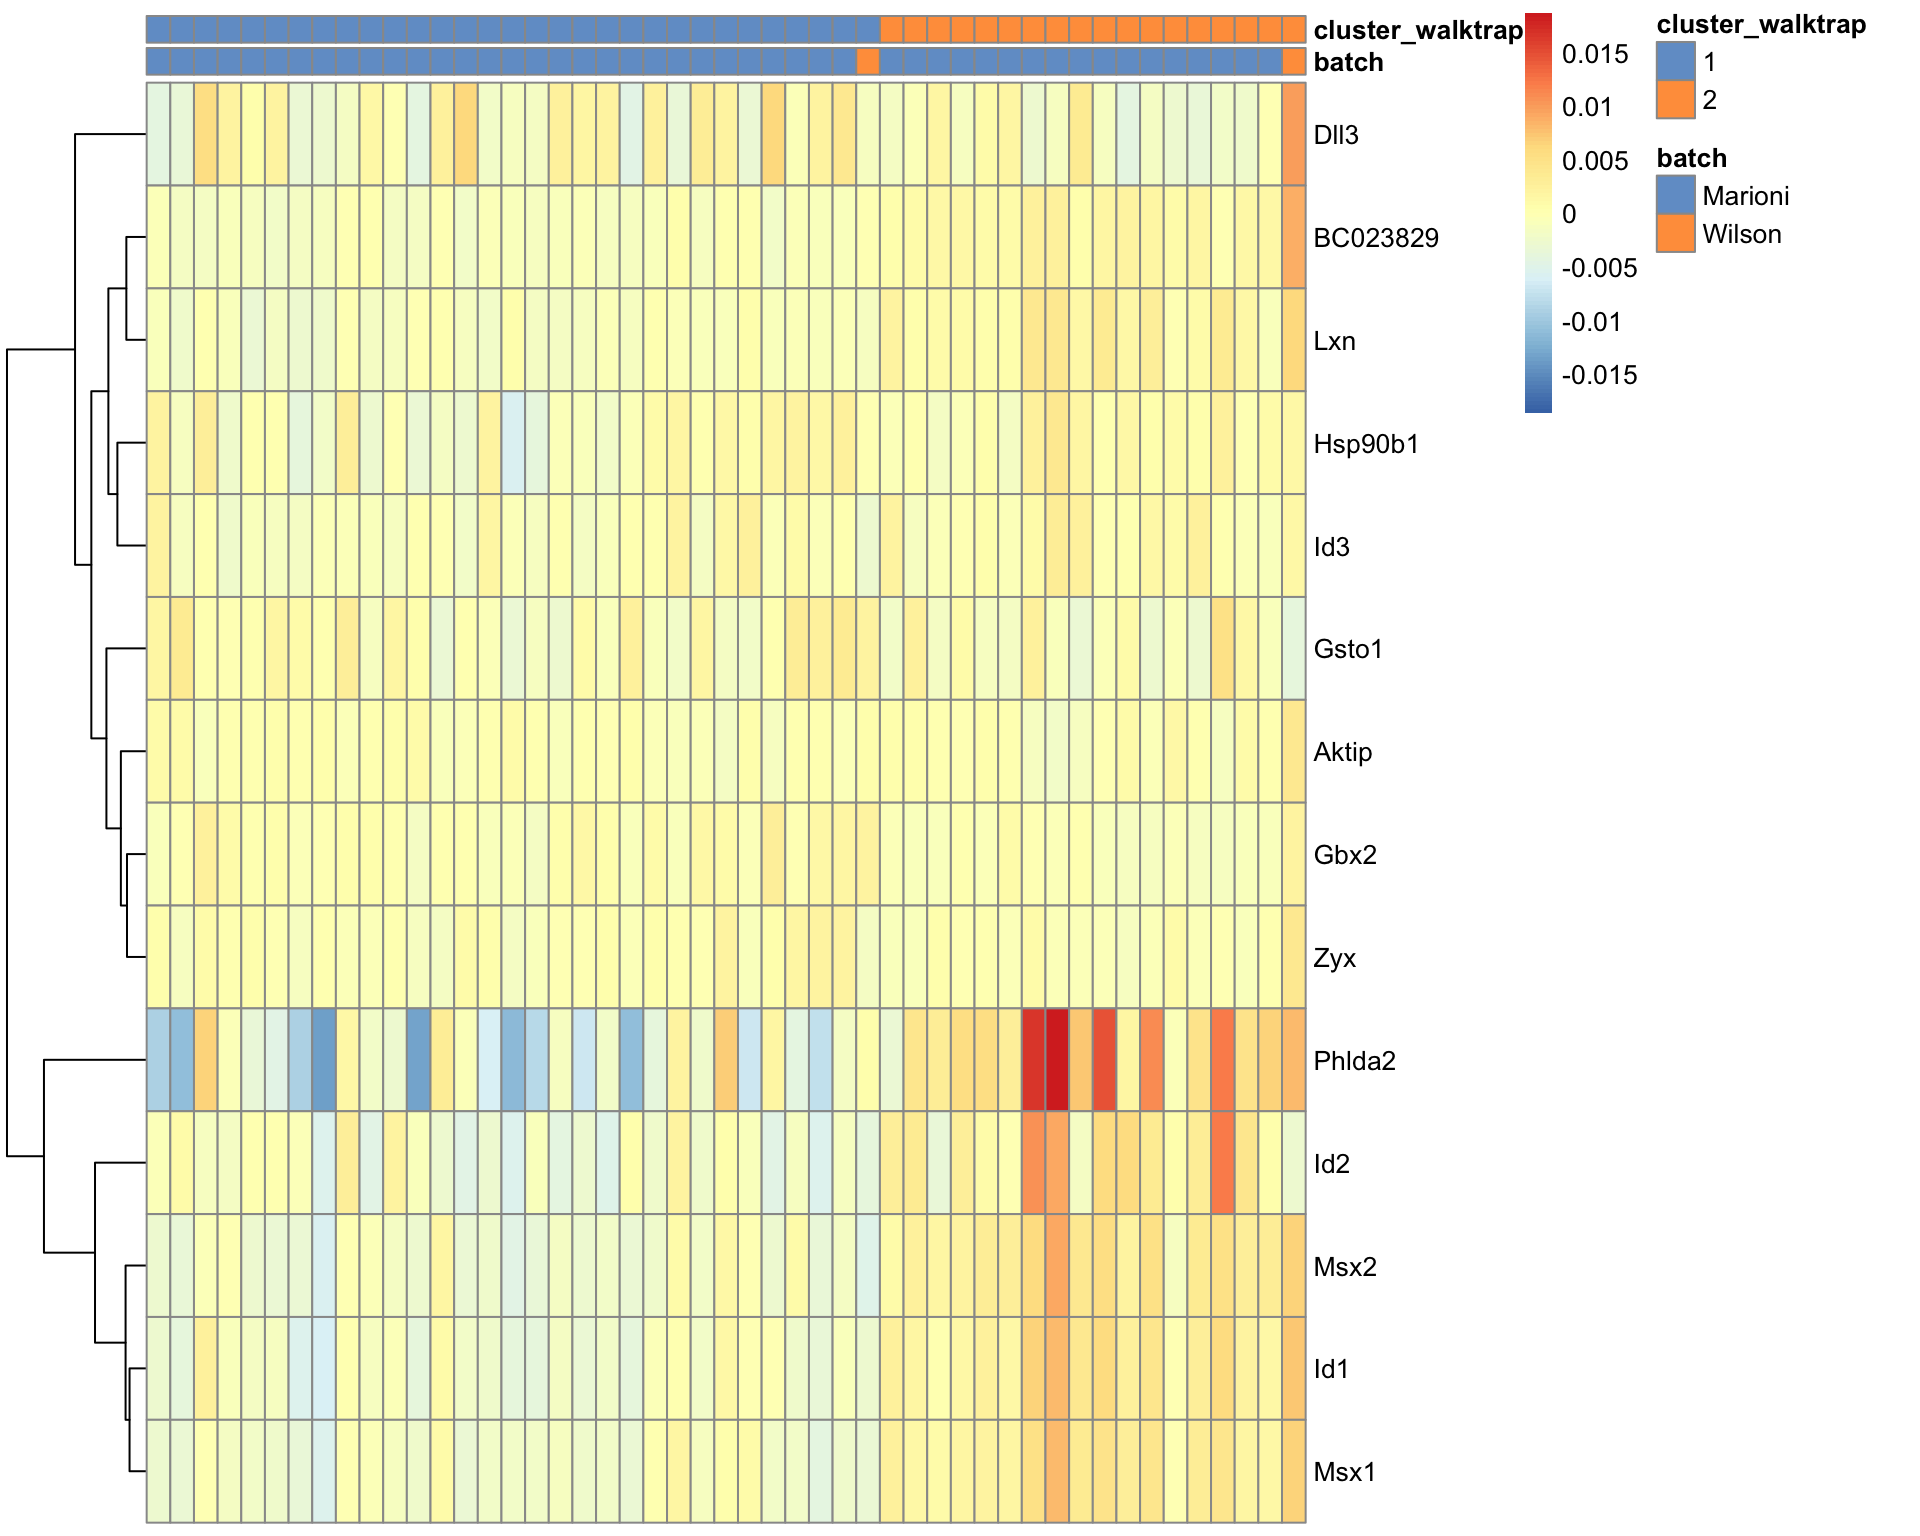 cluster_walktrap
batch
Dll3
BC023829
Lxn
Hsp90b1
Id3
Gsto1
Aktip
Gbx2
Zyx
Phlda2
Id2
Msx2
Id1
Msx1
0.015
0.01
0.005
0
-0.005
-0.01
-0.015
cluster_walktrap
1
2
batch
Marioni
Wilson